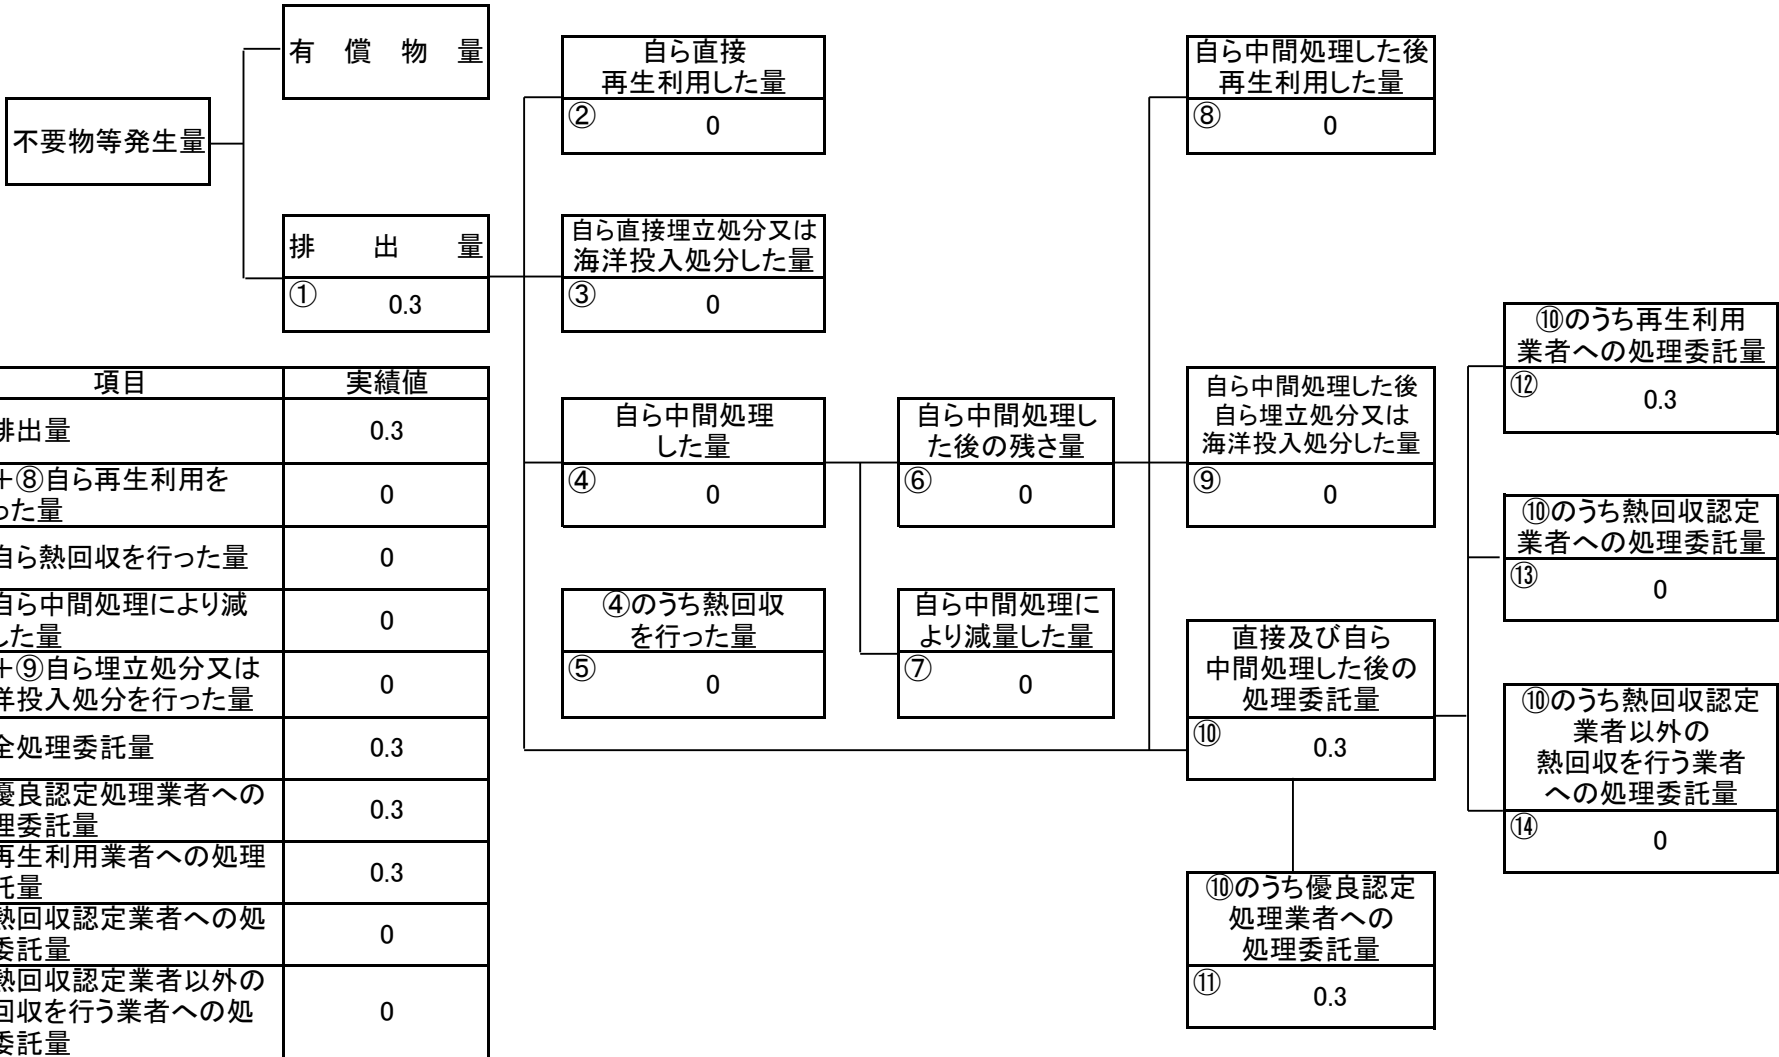 不要物等発生量
有 償 物 量
排 出 量
① 0.3
自ら直接
再生利用した量
② 0
自ら直接埋立処分又は
海洋投入処分した量
③ 0
自ら中間処理
した量
④ 0
④のうち熱回収
を行った量
⑤ 0
自ら中間処理し
た後の残さ量
⑥ 0
自ら中間処理に
より減量した量
⑦ 0
自ら中間処理した後
再生利用した量
⑧ 0
自ら中間処理した後
自ら埋立処分又は
海洋投入処分した量
⑨ 0
直接及び自ら
中間処理した後の
処理委託量
⑩ 0.3
⑩のうち優良認定
処理業者への
処理委託量
⑪ 0.3
⑩のうち再生利用
業者への処理委託量
⑫ 0.3
⑩のうち熱回収認定
業者への処理委託量
⑬ 0
⑩のうち熱回収認定
業者以外の
熱回収を行う業者
への処理委託量
⑭ 0
項目 実績値
排出量 0.3
+⑧自ら再生利用を
った量 0
自ら熱回収を行った量 0
自ら中間処理により減
した量 0
+⑨自ら埋立処分又は
洋投入処分を行った量 0
全処理委託量 0.3
優良認定処理業者への
理委託量 0.3
再生利用業者への処理
託量 0.3
熱回収認定業者への処
委託量 0
熱回収認定業者以外の
回収を行う業者への処
委託量 0